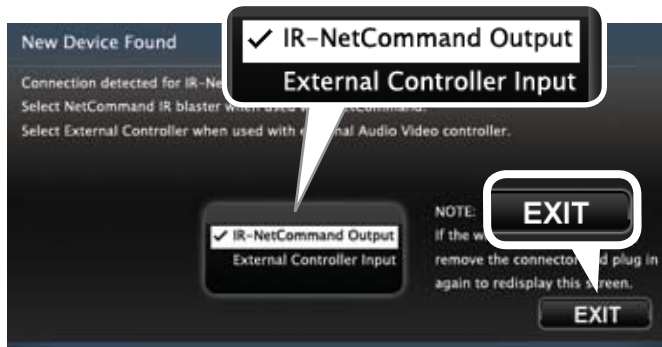 New Device Found
✓ IR-NetCommand Output
External Controller Input
Connection detected for IR-Ne
Select NetCommand IR blaster when used
Select External Controller when used with external Audio Video controller.
✓ IR-NetCommand Output
External Controller Input
NOTE:
EXIT
If the
remove the connector and plug in
again to redisplay this screen.
EXIT